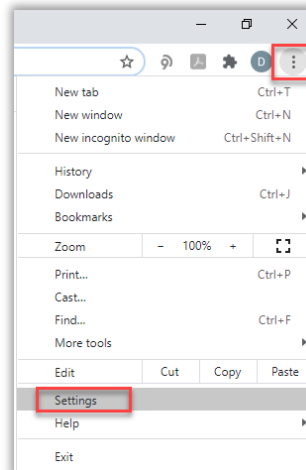 D
New tab Ctrl+T
New window Ctrl+N
New incognito window Ctrl+Shift+N
History
Downloads Ctrl+J
Bookmarks
Zoom - 100% +
Print... Ctrl+P
Cast...
Find... Ctrl+F
More tools
Edit Cut Copy Paste
Settings
Help
Exit